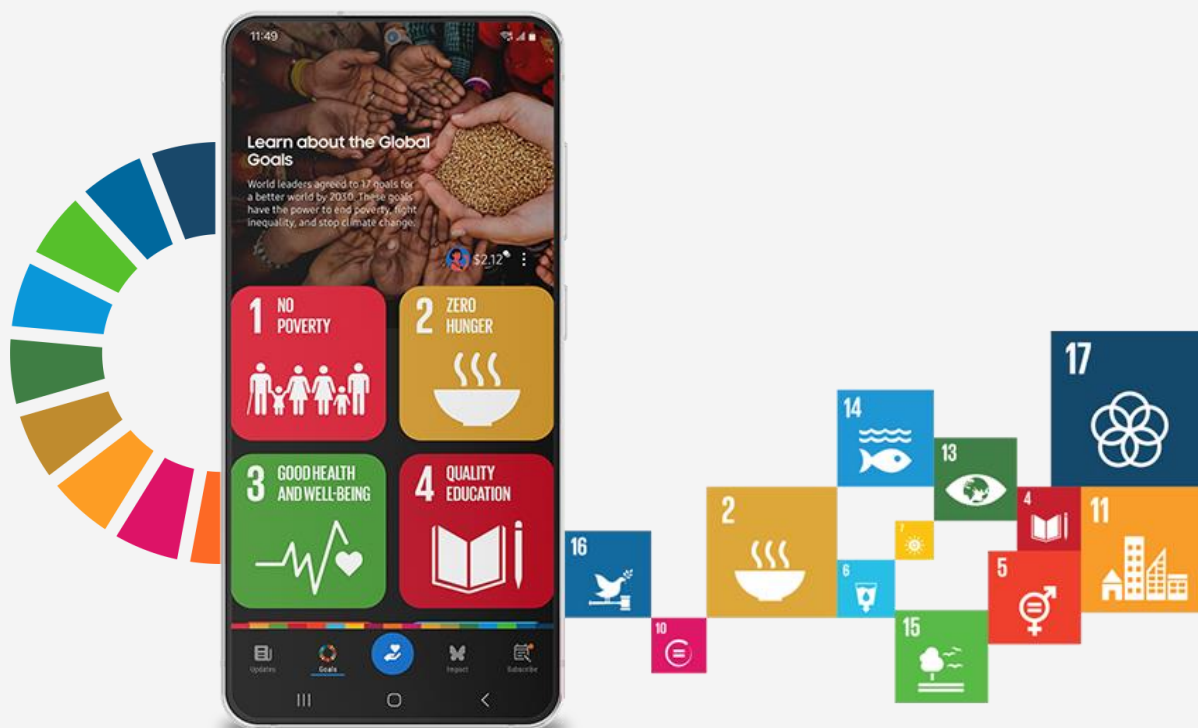 11:49
Learn about the Global
Goals
World leaders agreed to 17 goals for
a better world by 2030. These goals
have the power to end poverty, fight
inequality, and stop climate change.
$2.12
1 NO
POVERTY
2 ZERO
HUNGER
3 GOOD HEALTH
AND WELL-BEING
4 QUALITY
EDUCATION
Updates
Goals
Impact
Subscribe
16
10
2
14
6
7
13
15
5
4
11
17